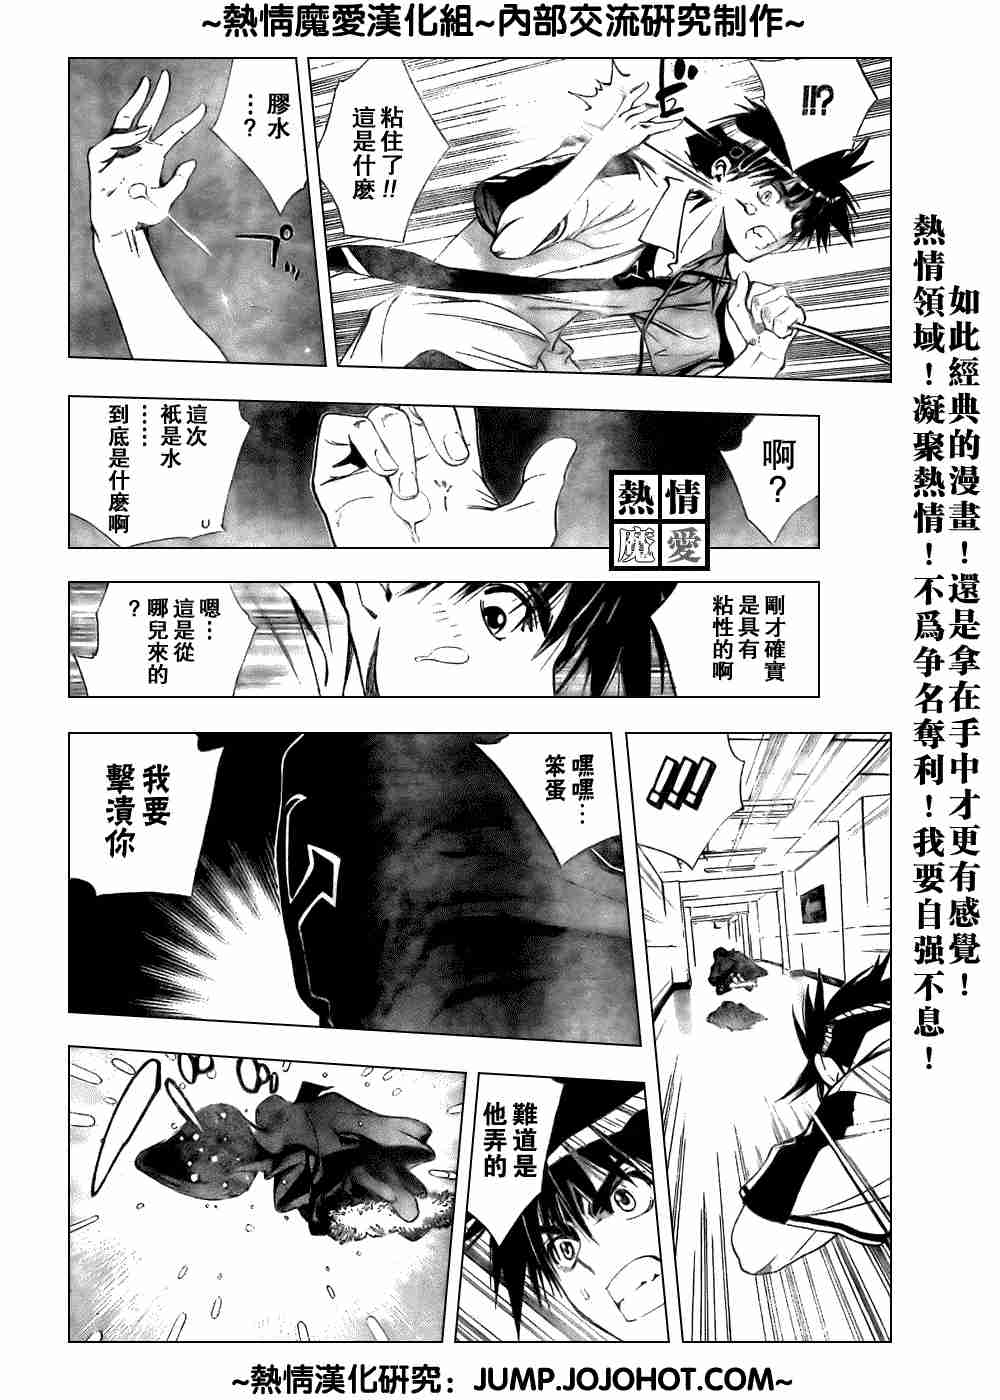 ~熱情魔愛漢化組~內部交流研究制作~
!!?
粘住了!!
這是什麼
ピ
膠水
…?
ペ
啊?
這次
衹是水
……
到底是什麼啊
熱情
魔愛
剛才確實
是具有
粘性的啊
嗯…
這是從
哪兒來的
?
!!!
嘿嘿…
笨蛋
我要
擊潰你
難道是
他弄的
如此經典的漫畫！還是拿在手中才更有感覺！
熱情領域！凝聚熱情！不爲争名奪利！我要自强不息！
~熱情漢化研究：JUMP.JOJOHOT.COM~